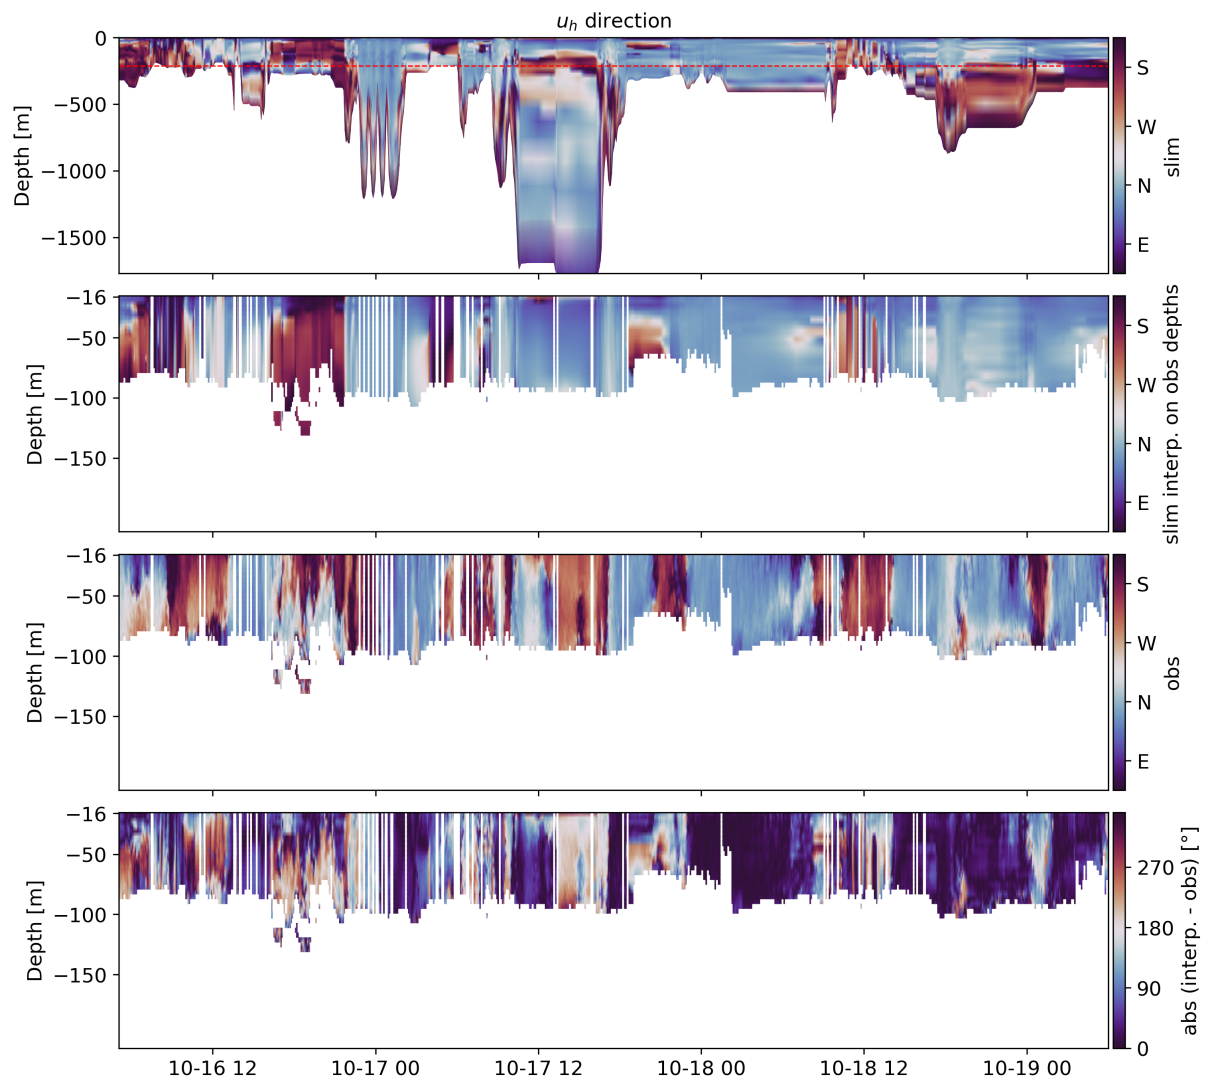 u_h direction
0
−500
−1000
−1500
Depth [m]
S
W
N
E
slim
−16
−50
−100
−150
Depth [m]
S
W
N
E
slim interp. on obs depths
−16
−50
−100
−150
Depth [m]
S
W
N
E
obs
−16
−50
−100
−150
Depth [m]
270
180
90
0
abs (interp. - obs) [°]
10-16 12
10-17 00
10-17 12
10-18 00
10-18 12
10-19 00